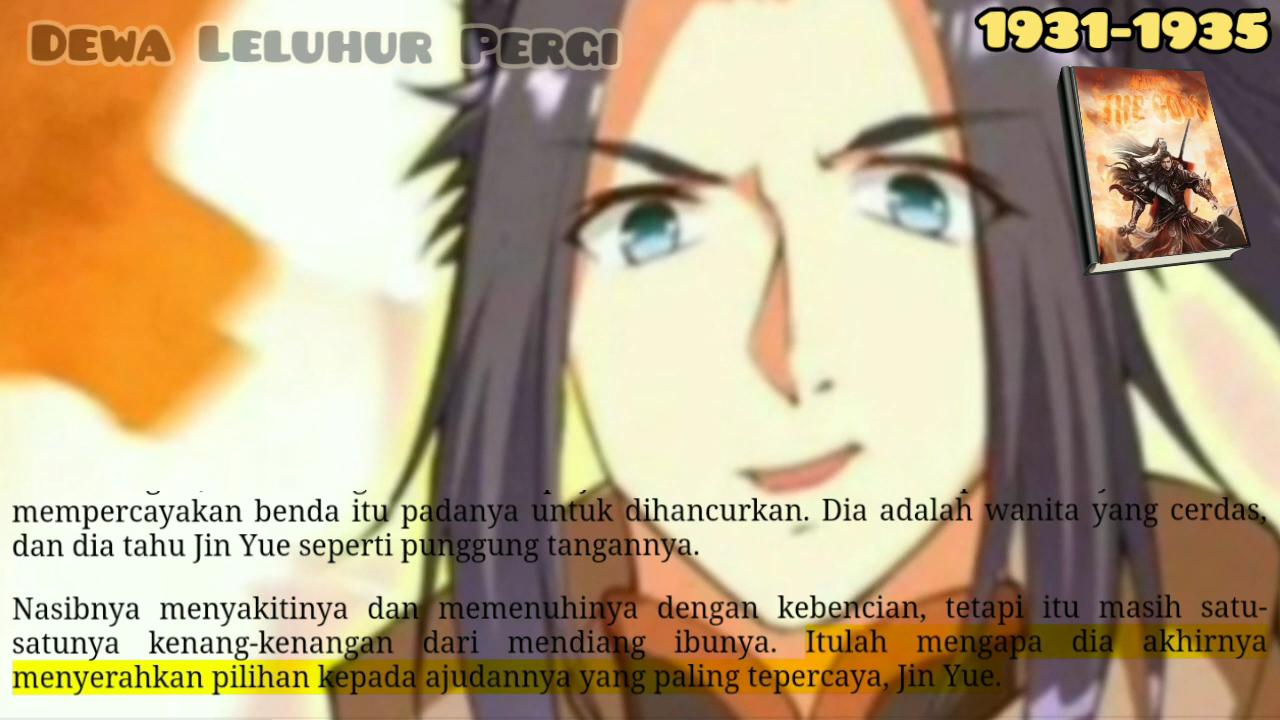 Dewa Leluhur Pergi
1931-1935
THE GODS
mempercayakan benda itu padanya untuk dihancurkan. Dia adalah wanita yang cerdas,
dan dia tahu Jin Yue seperti punggung tangannya.
Nasibnya menyakitinya dan memenuhinya dengan kebencian, tetapi itu masih satu-
satunya kenang-kenangan dari mendiang ibunya. Itulah mengapa dia akhirnya
menyerahkan pilihan kepada ajudannya yang paling tepercaya, Jin Yue.